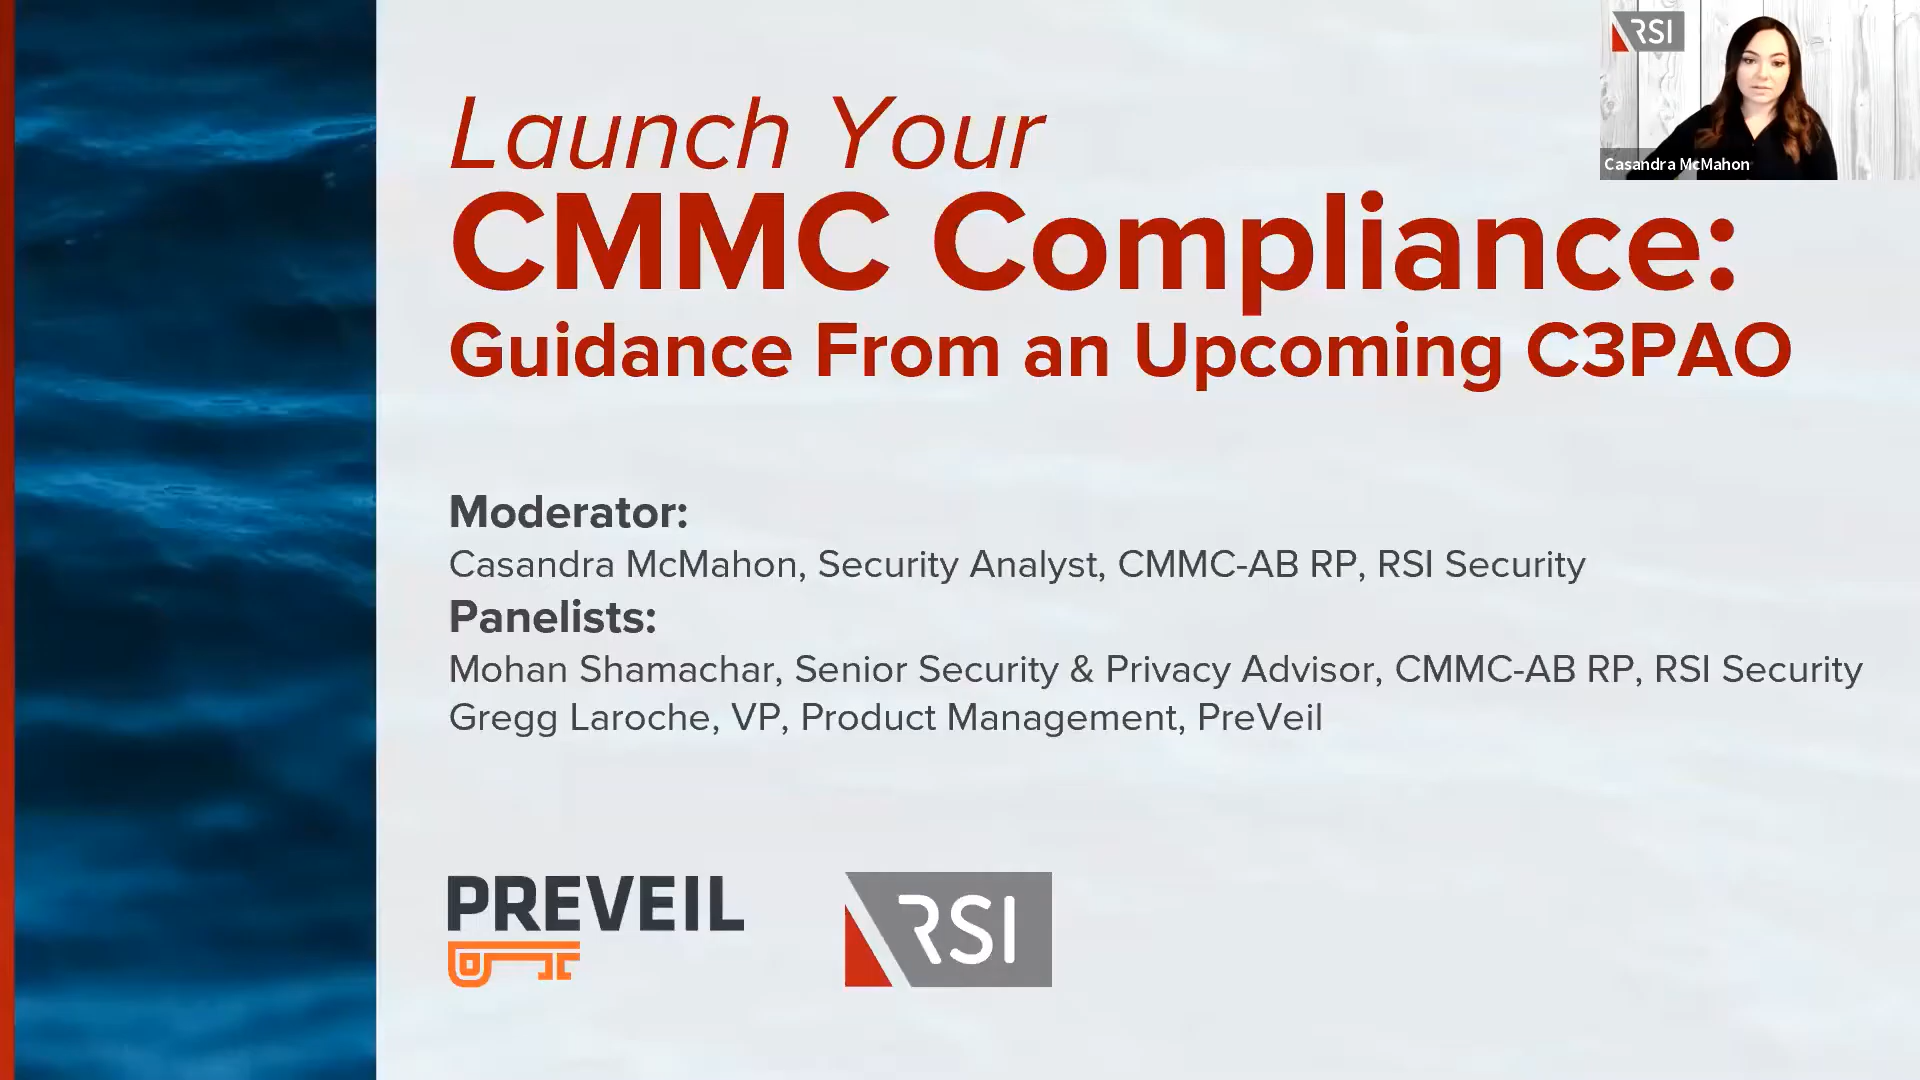 RSI
Casandra McMahon
Launch Your
CMMC Compliance:
Guidance From an Upcoming C3PAO
Moderator:
Casandra McMahon, Security Analyst, CMMC-AB RP, RSI Security
Panelists:
Mohan Shamachar, Senior Security & Privacy Advisor, CMMC-AB RP, RSI Security
Gregg Laroche, VP, Product Management, PreVeil
PREVEIL
RSI